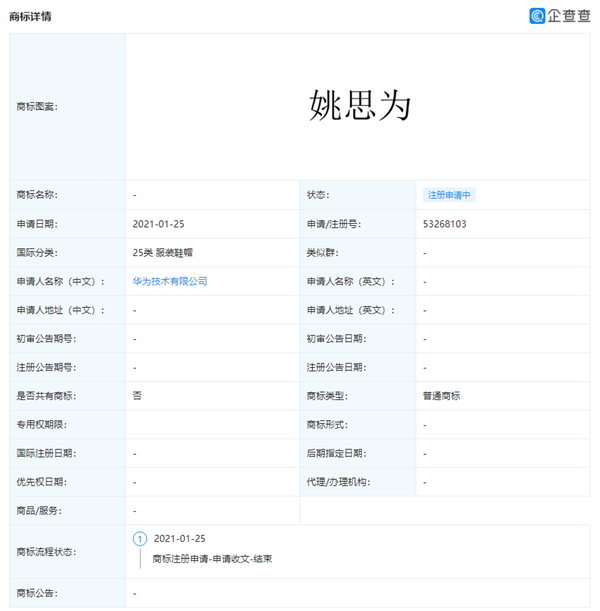 商标详情 企查查
商标图案： 姚思为
商标名称： - 状态： 注册申请中
申请日期： 2021-01-25 申请/注册号： 53268103
国际分类： 25类 服装鞋帽 类似群： -
申请人名称（中文）： 华为技术有限公司 申请人名称（英文）： -
申请人地址（中文）： - 申请人地址（英文）： -
初审公告期号： - 初审公告日期： -
注册公告期号： - 注册公告日期： -
是否共有商标： 否 商标类型： 普通商标
专用权期限： 商标形式： -
国际注册日期： - 后期指定日期： -
优先权日期： - 代理/办理机构： -
商品/服务： -
商标流程状态： 1 2021-01-25
商标注册申请-申请收文-结束
商标公告： -